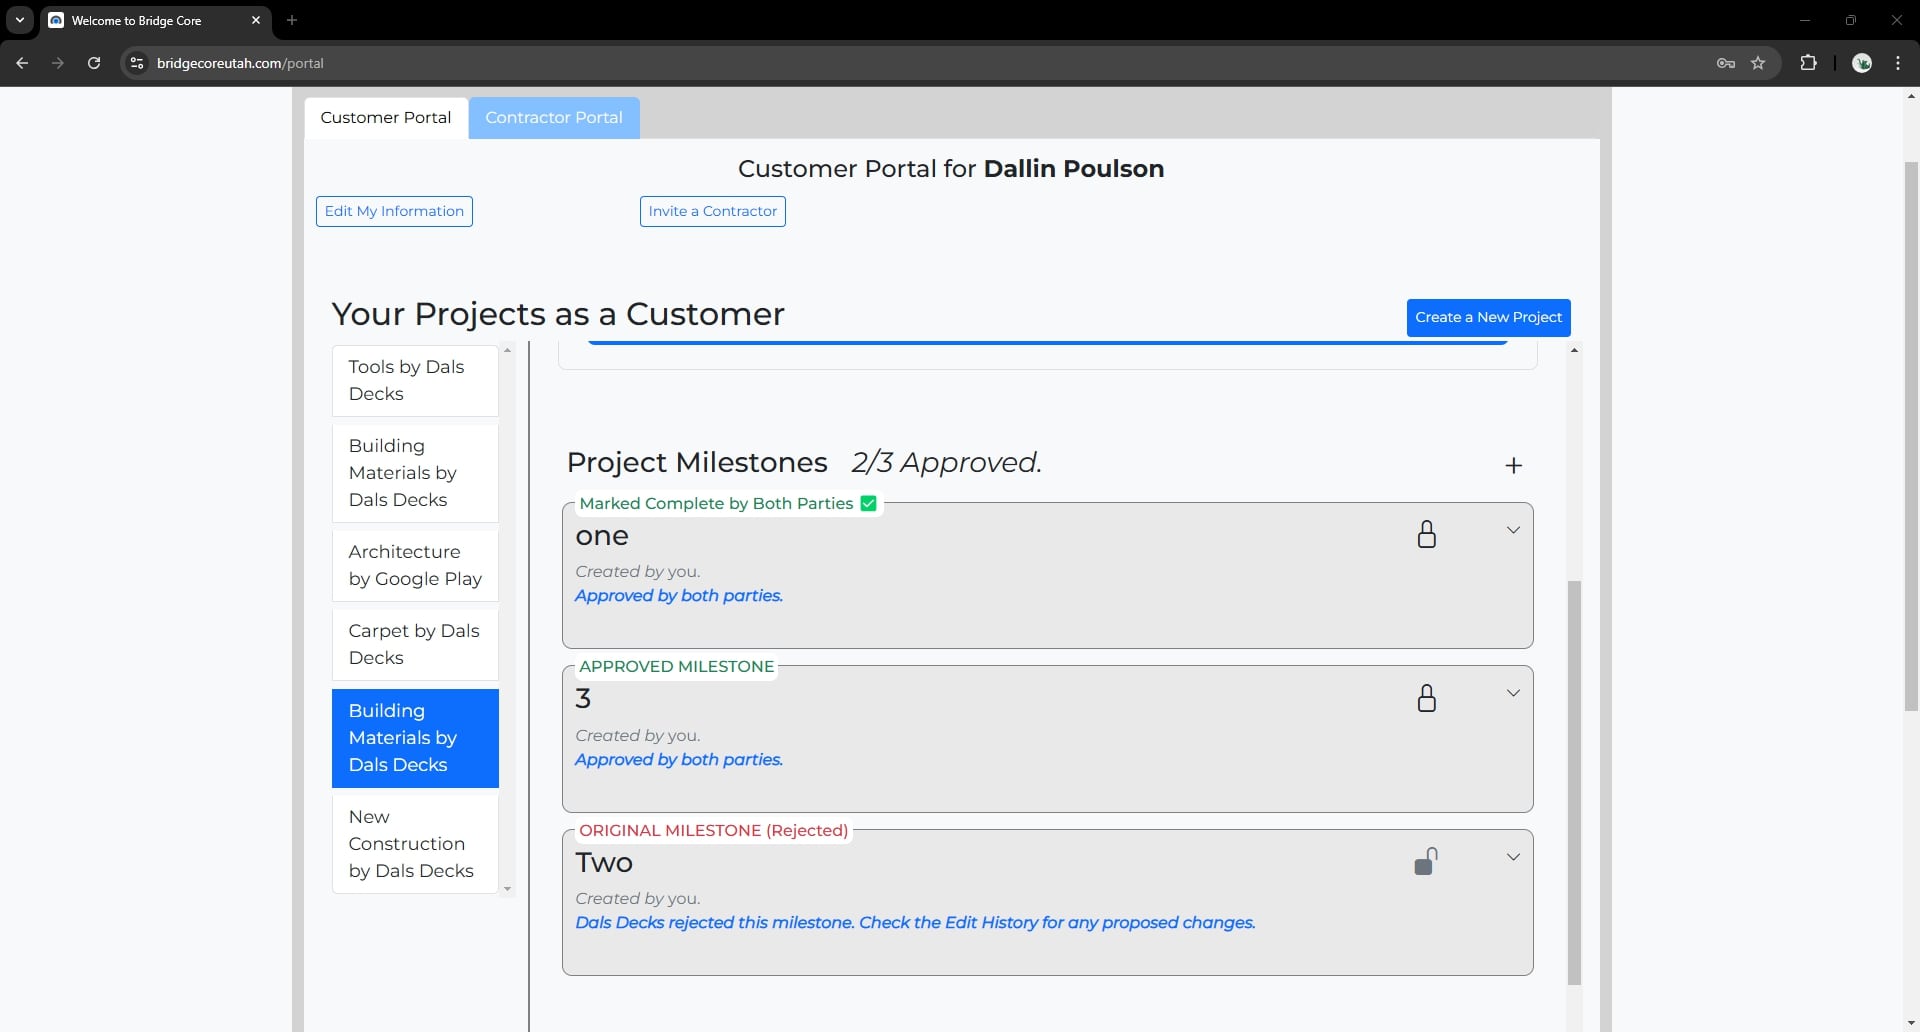 Welcome to Bridge Core
bridgecoreutah.com/portal
Customer Portal
Contractor Portal
Customer Portal for Dallin Poulson
Edit My Information
Invite a Contractor
Your Projects as a Customer
Create a New Project
Tools by Dals
Decks
Building
Materials by
Dals Decks
Architecture
by Google Play
Carpet by Dals
Decks
Building
Materials by
Dals Decks
New
Construction
by Dals Decks
Project Milestones 2/3 Approved.
Marked Complete by Both Parties
one
Created by you.
Approved by both parties.
APPROVED MILESTONE
3
Created by you.
Approved by both parties.
ORIGINAL MILESTONE (Rejected)
Two
Created by you.
Dals Decks rejected this milestone. Check the Edit History for any proposed changes.